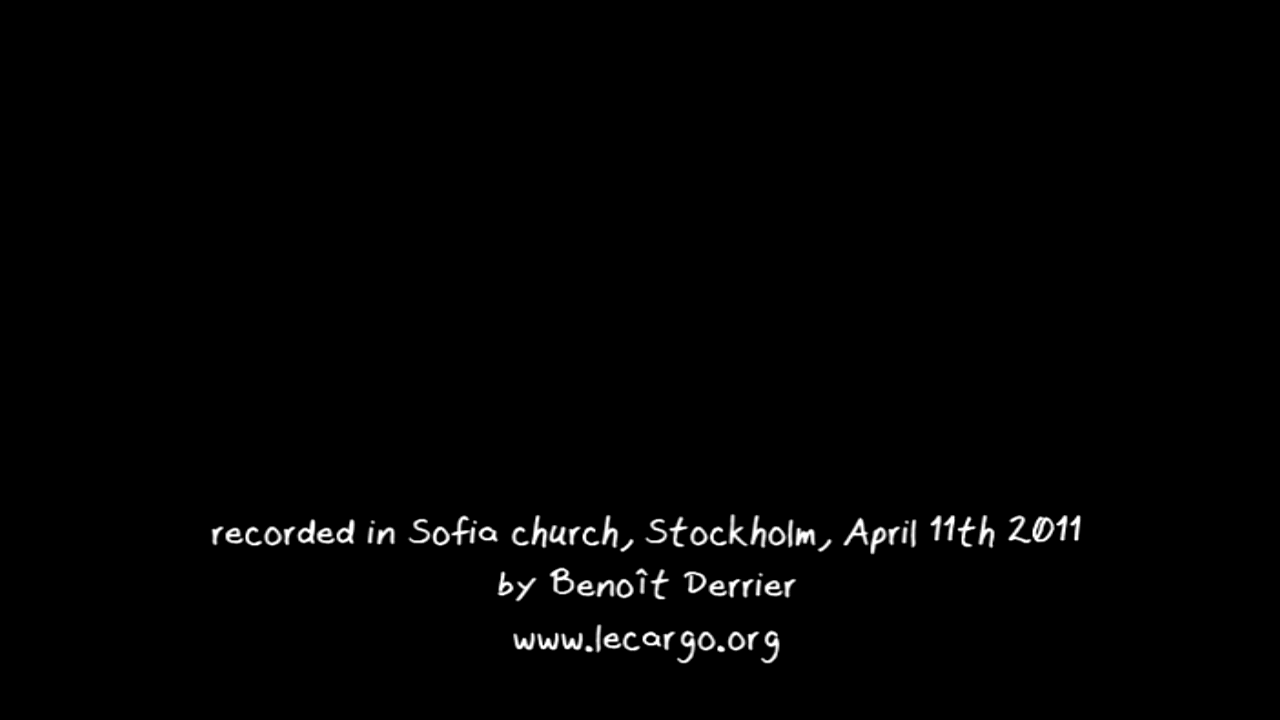 recorded in Sofia church, Stockholm, April 11th 2011
by Benoît Derrier
www.lecargo.org